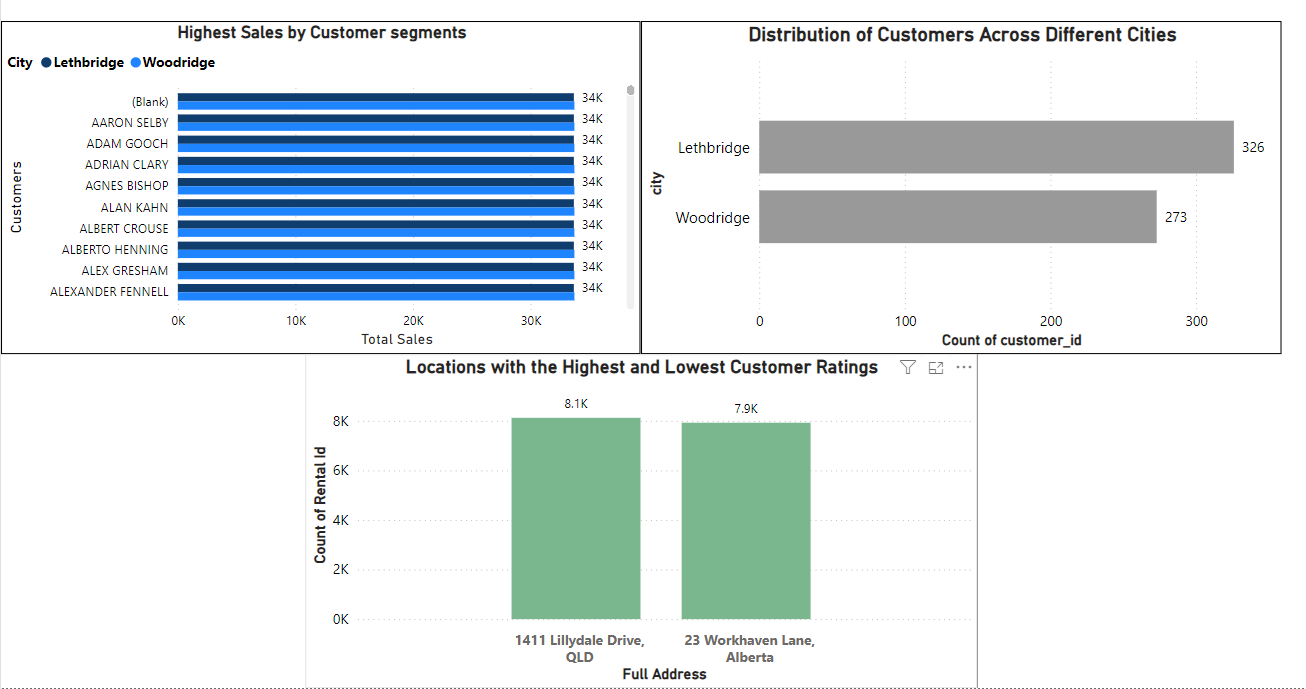 Highest Sales by Customer segments
City Lethbridge Woodridge
Customers
(Blank) 34K
AARON SELBY 34K
ADAM GOOCH 34K
ADRIAN CLARY 34K
AGNES BISHOP 34K
ALAN KAHN 34K
ALBERT CROUSE 34K
ALBERTO HENNING 34K
ALEX GRESHAM 34K
ALEXANDER FENNELL 34K
0K 10K 20K 30K
Total Sales
Distribution of Customers Across Different Cities
city
Lethbridge 326
Woodridge 273
0 100 200 300
Count of customer_id
Locations with the Highest and Lowest Customer Ratings
Count of Rental Id
8K
6K
4K
2K
0K
8.1K 7.9K
1411 Lillydale Drive,
QLD
23 Workhaven Lane,
Alberta
Full Address